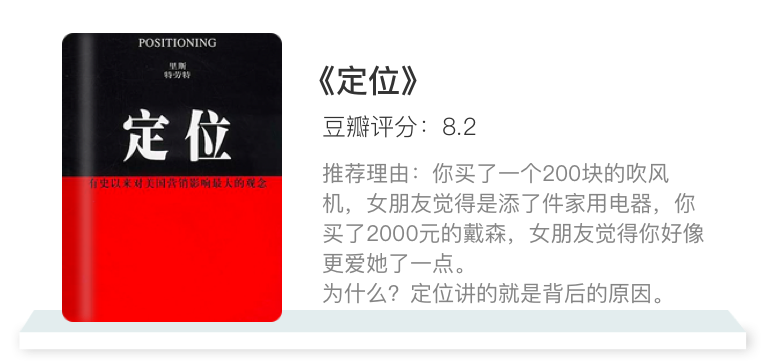 POSITIONING
里斯
特劳特
定位
有史以来对美国营销影响最大的观念
《定位》
豆瓣评分：8.2
推荐理由：你买了一个200块的吹风
机，女朋友觉得是添了件家用电器，你
买了2000元的戴森，女朋友觉得你好像
更爱她了一点。
为什么？定位讲的就是背后的原因。